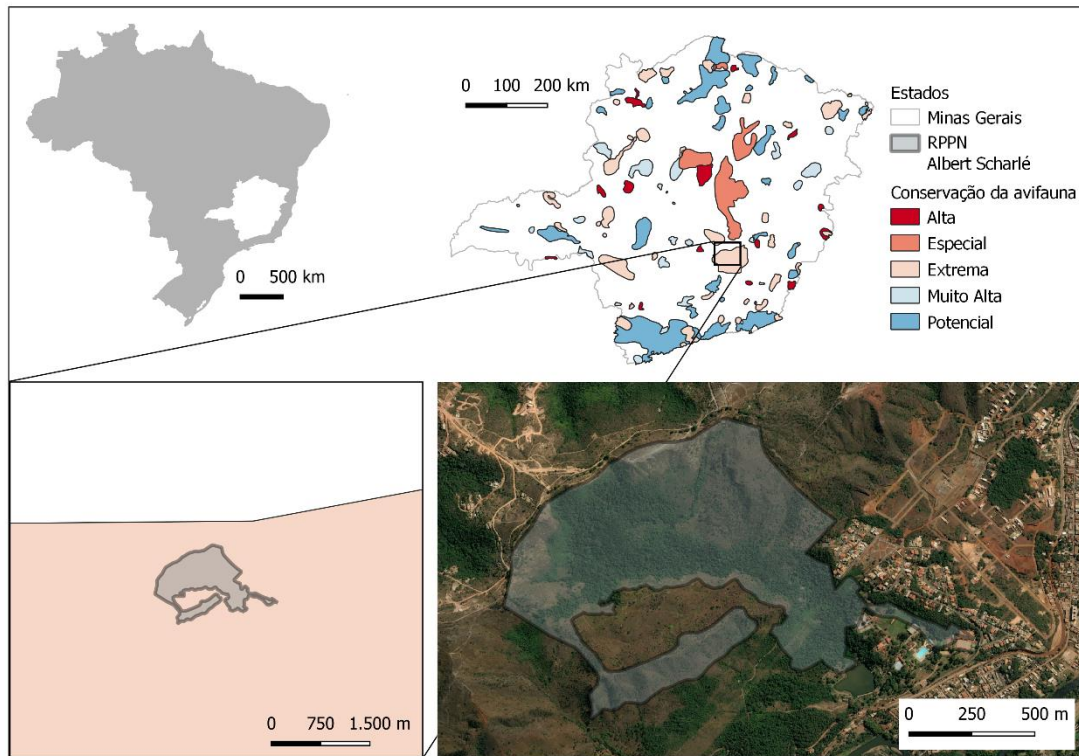 0 500 km
0 100 200 km
Estados
Minas Gerais
RPPN
Albert Scharlé
Conservação da avifauna
Alta
Especial
Extrema
Muito Alta
Potencial
0 750 1.500 m
0 250 500 m